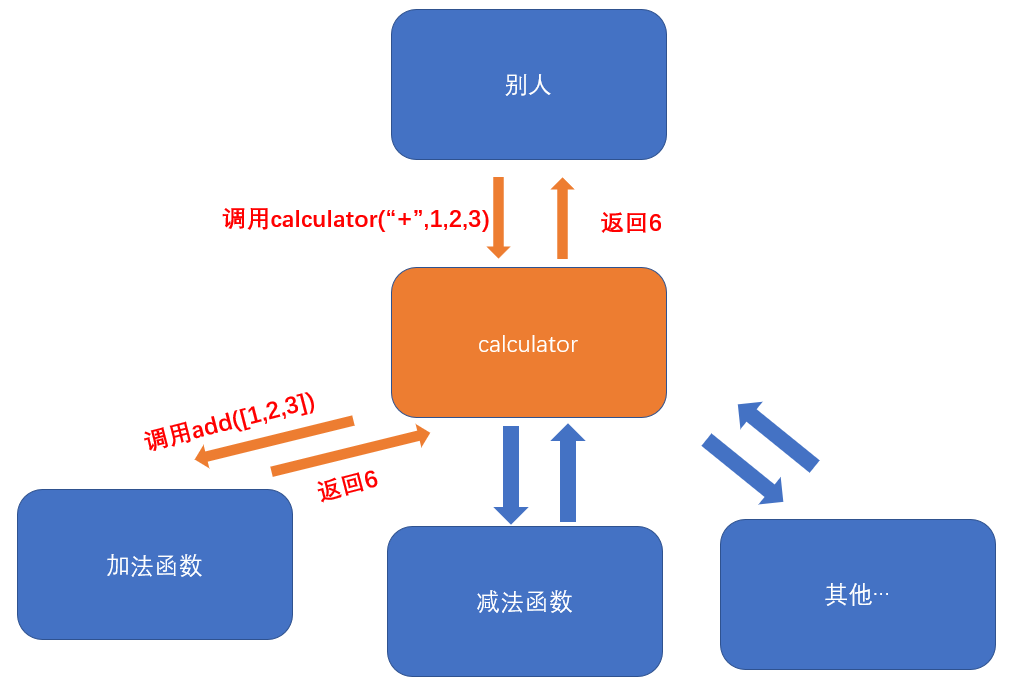 别人
调用calculator(“+”,1,2,3)
返回6
calculator
调用add([1,2,3])
返回6
加法函数
减法函数
其他…